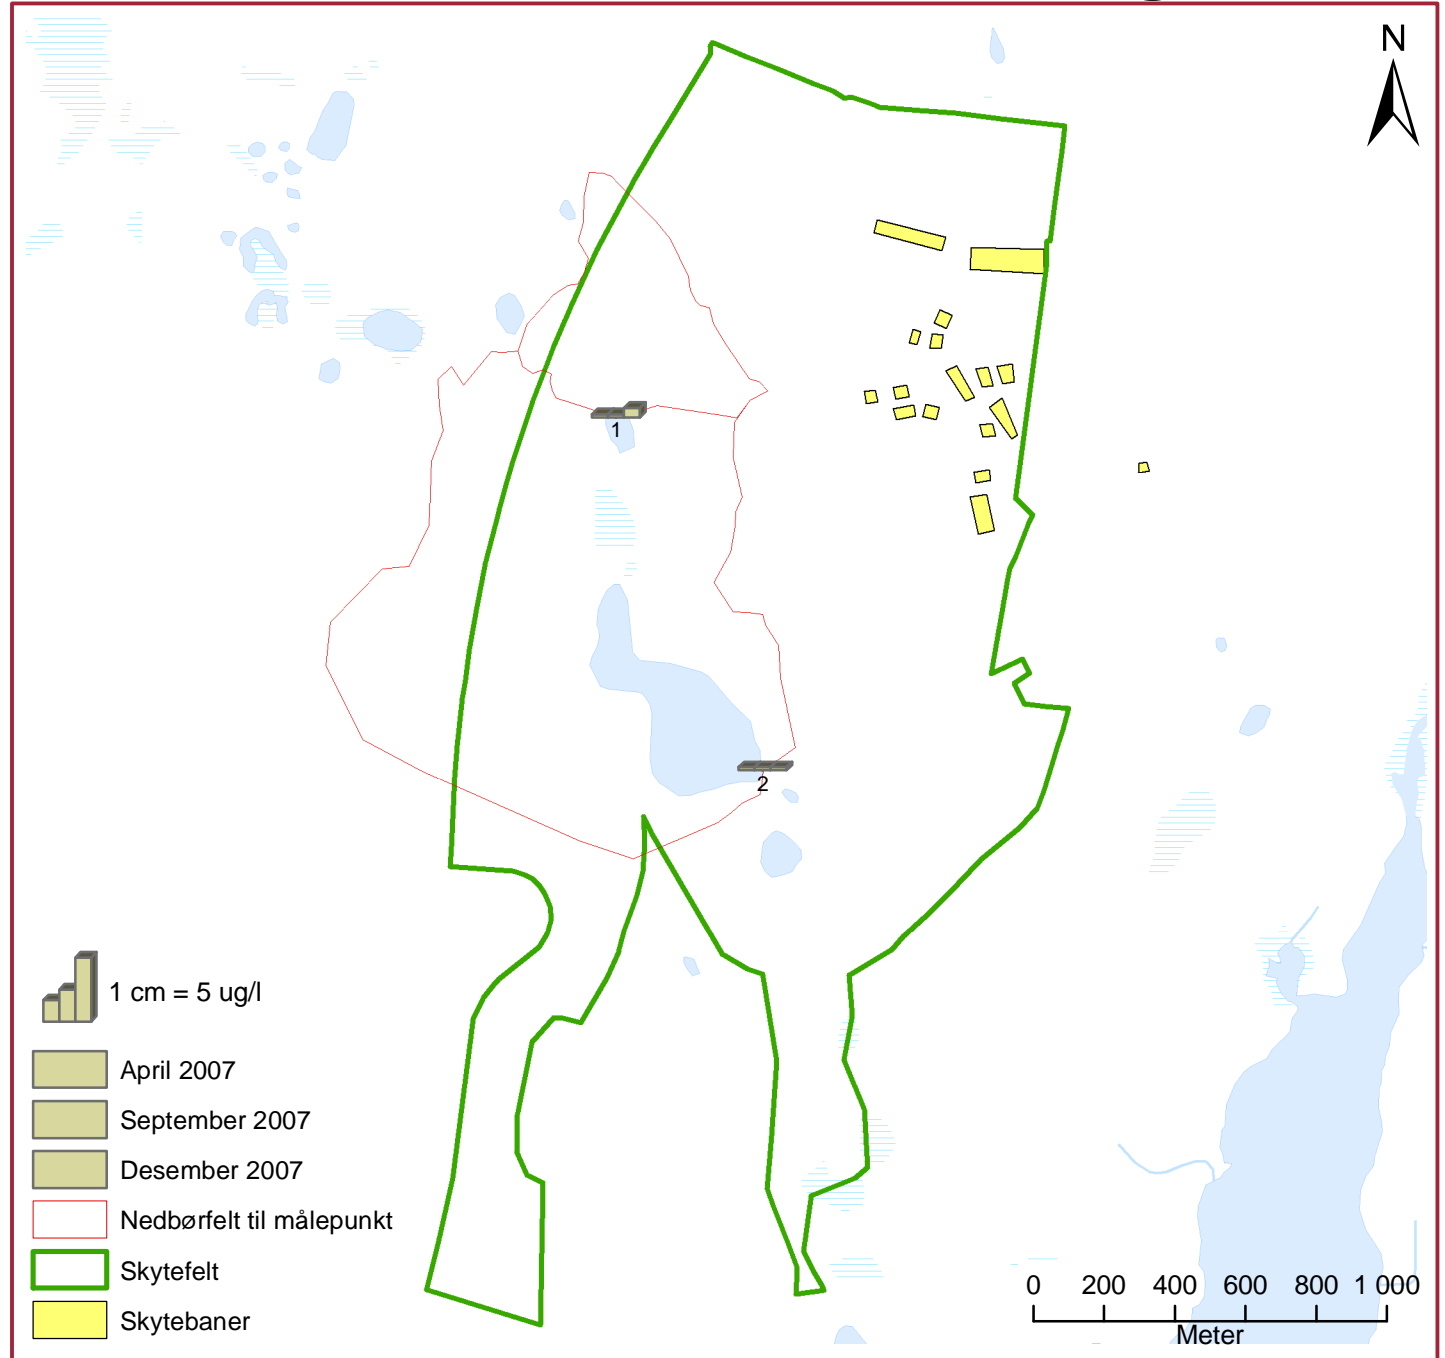 N
1
2
1 cm = 5 ug/l
April 2007
September 2007
Desember 2007
Nedbørfelt til målepunkt
Skytefelt
Skytebaner
0 200 400 600 800 1 000
Meter